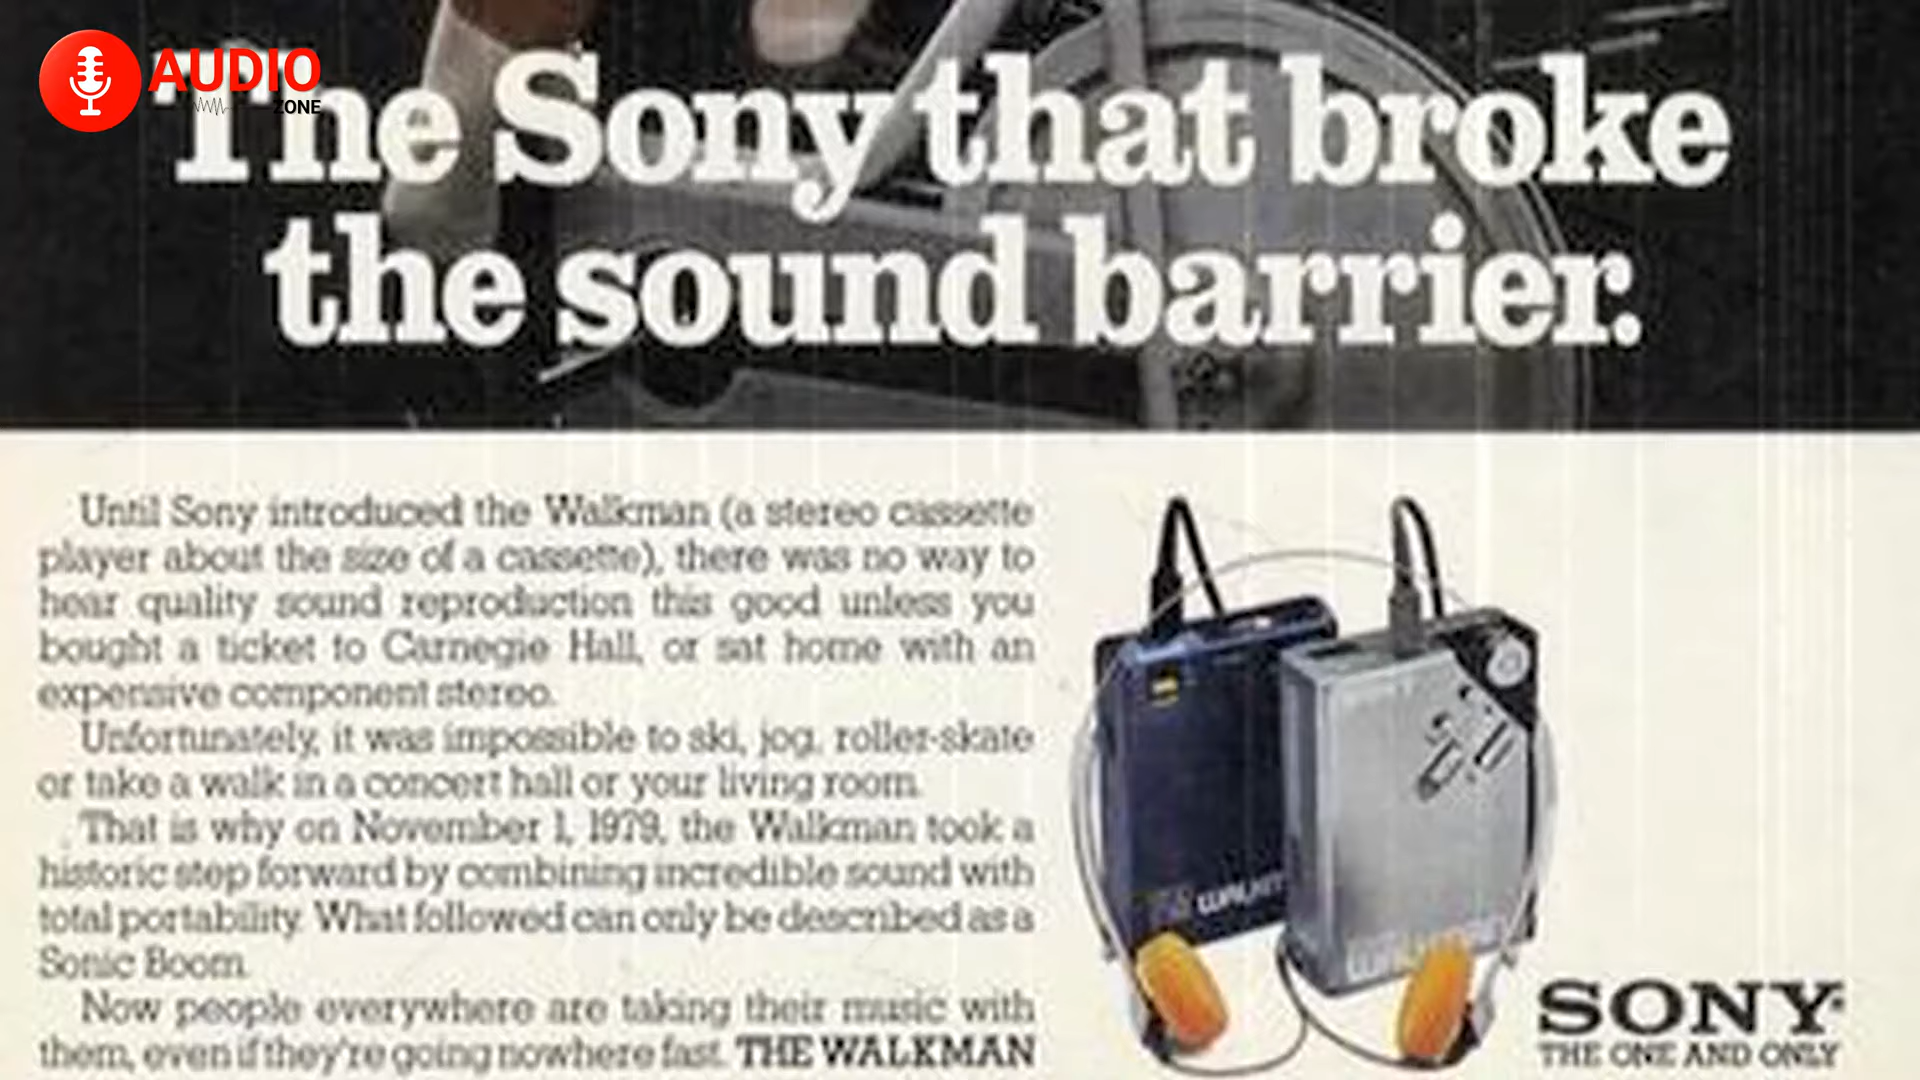 AUDIO
ZONE
The Sony that broke
the sound barrier.
Until Sony introduced the Walkman (a stereo cassette
player about the size of a cassette), there was no way to
hear quality sound reproduction this good unless you
bought a ticket to Carnegie Hall, or sat home with an
expensive component stereo.
Unfortunately, it was impossible to ski, jog, roller-skate
or take a walk in a concert hall or your living room.
That is why on November 1, 1979, the Walkman took a
historic step forward by combining incredible sound with
total portability. What followed can only be described as a
Sonic Boom.
Now people everywhere are taking their music with
them, even if they're going nowhere fast. THE WALKMAN
SONY
THE ONE AND ONLY